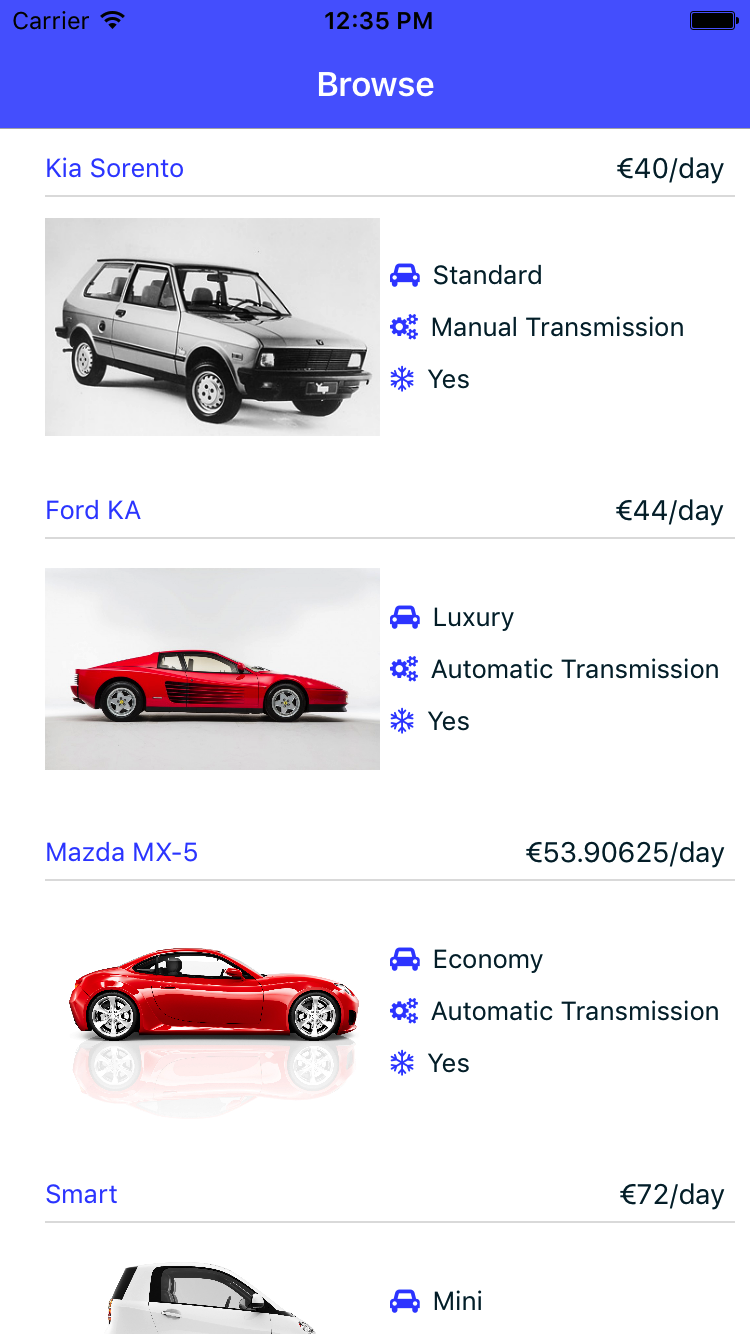 Carrier 12:35 PM
Browse
Kia Sorento €40/day
Standard
Manual Transmission
Yes
Ford KA €44/day
Luxury
Automatic Transmission
Yes
Mazda MX-5 €53.90625/day
Economy
Automatic Transmission
Yes
Smart €72/day
Mini